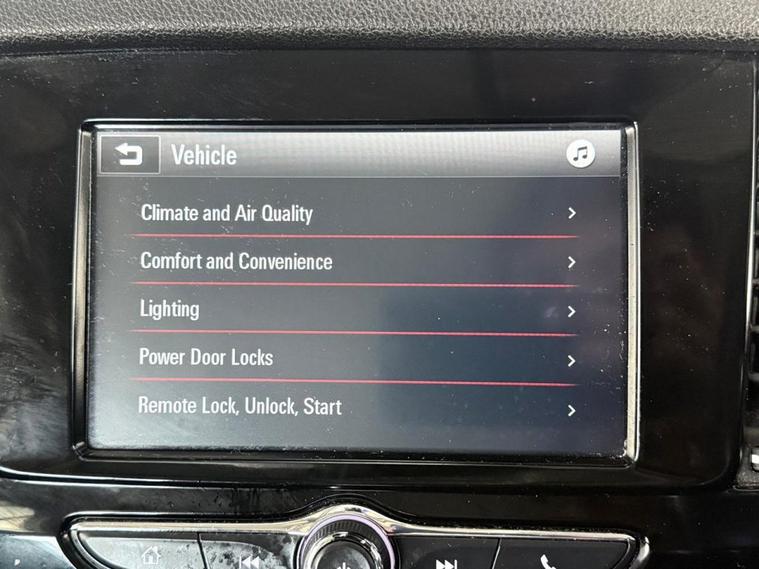 Vehicle
Climate and Air Quality
Comfort and Convenience
Lighting
Power Door Locks
Remote Lock, Unlock, Start